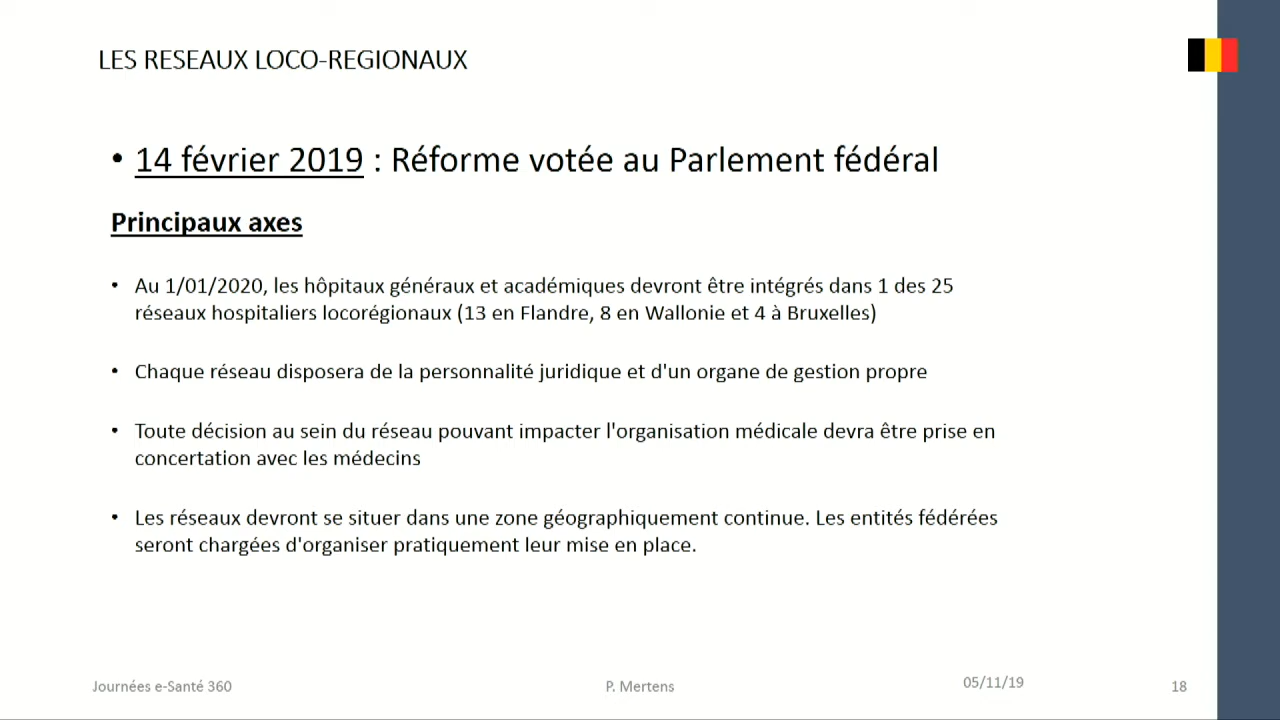 LES RESEAUX LOCO-REGIONAUX
• 14 février 2019 : Réforme votée au Parlement fédéral
Principaux axes
• Au 1/01/2020, les hôpitaux généraux et académiques devront être intégrés dans 1 des 25
réseaux hospitaliers locorégionaux (13 en Flandre, 8 en Wallonie et 4 à Bruxelles)
• Chaque réseau disposera de la personnalité juridique et d'un organe de gestion propre
• Toute décision au sein du réseau pouvant impacter l'organisation médicale devra être prise en
concertation avec les médecins
• Les réseaux devront se situer dans une zone géographiquement continue. Les entités fédérées
seront chargées d'organiser pratiquement leur mise en place.
Journées e-Santé 360
P. Mertens
05/11/19
18